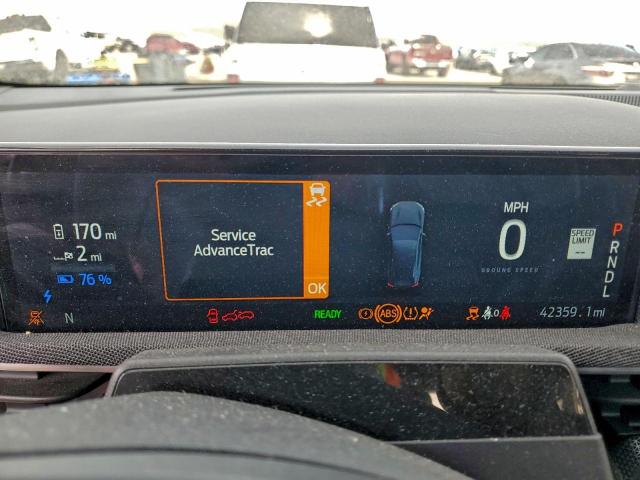 170 mi
2 mi
76 %
N
Service
AdvanceTrac
OK
READY
ABS
MPH
0
GROUND SPEED
SPEED
LIMIT
--
P
R
N
D
L
0
42359.1 mi